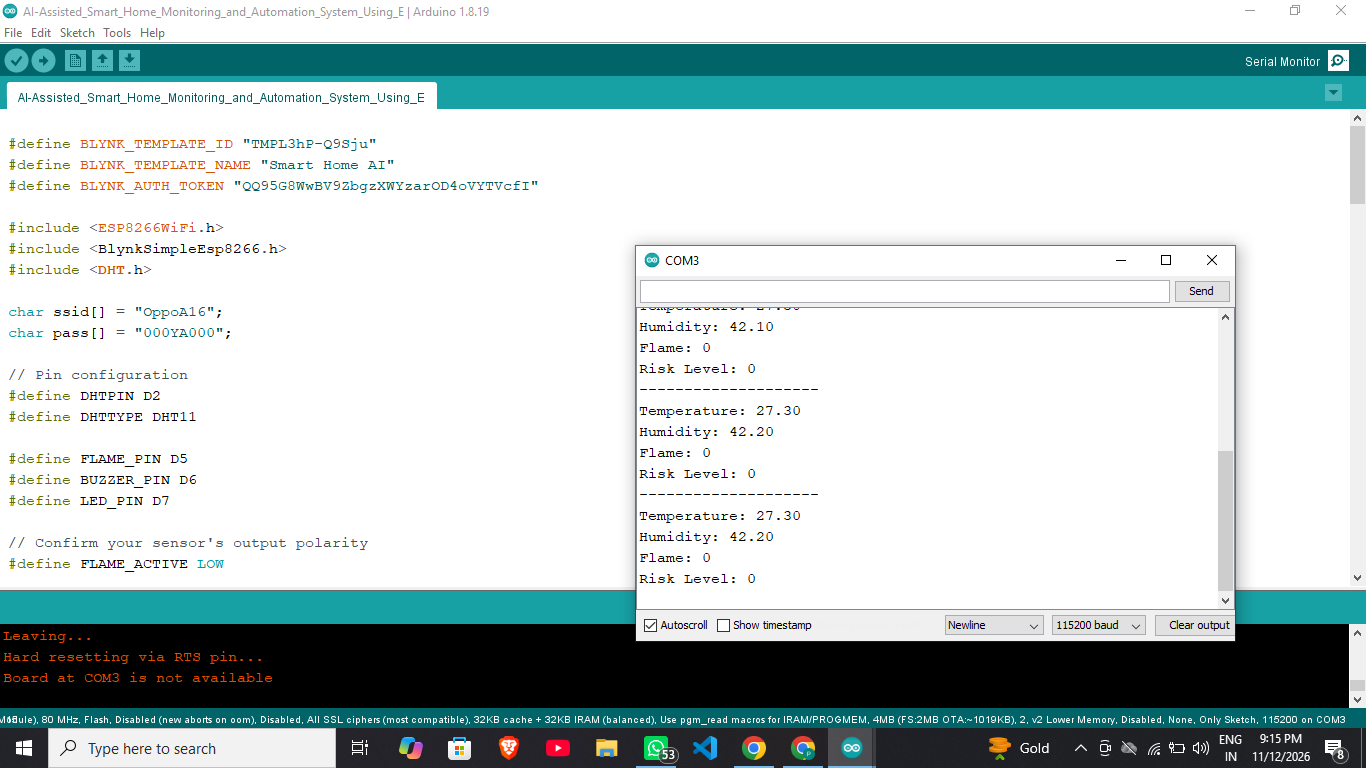 AI-Assisted_Smart_Home_Monitoring_and_Automation_System_Using_E | Arduino 1.8.19
File Edit Sketch Tools Help
Serial Monitor
AI-Assisted_Smart_Home_Monitoring_and_Automation_System_Using_E
#define BLYNK_TEMPLATE_ID "TMPL3hP-Q9Sju"
#define BLYNK_TEMPLATE_NAME "Smart Home AI"
#define BLYNK_AUTH_TOKEN "QQ95G8WwBV9ZbgzXWYzarOD4oVYTVcfI"
#include <ESP8266WiFi.h>
#include <BlynkSimpleEsp8266.h>
#include <DHT.h>
char ssid[] = "OppoA16";
char pass[] = "000YA000";
// Pin configuration
#define DHTPIN D2
#define DHTTYPE DHT11
#define FLAME_PIN D5
#define BUZZER_PIN D6
#define LED_PIN D7
// Confirm your sensor's output polarity
#define FLAME_ACTIVE LOW
COM3
Send
Humidity: 42.10
Flame: 0
Risk Level: 0
--------------------
Temperature: 27.30
Humidity: 42.20
Flame: 0
Risk Level: 0
--------------------
Temperature: 27.30
Humidity: 42.20
Flame: 0
Risk Level: 0
Autoscroll Show timestamp Newline 115200 baud Clear output
Leaving...
Hard resetting via RTS pin...
Board at COM3 is not available
80 MHz, Flash, Disabled (new aborts on oom), Disabled, All SSL ciphers (most compatible), 32KB cache + 32KB IRAM (balanced), Use pgm_read macros for IRAM/PROGMEM, 4MB (FS:2MB OTA:~1019KB), 2, v2 Lower Memory, Disabled, None, Only Sketch, 115200 on COM3
Type here to search
53
Gold
ENG
IN
9:15 PM
11/12/2026
8